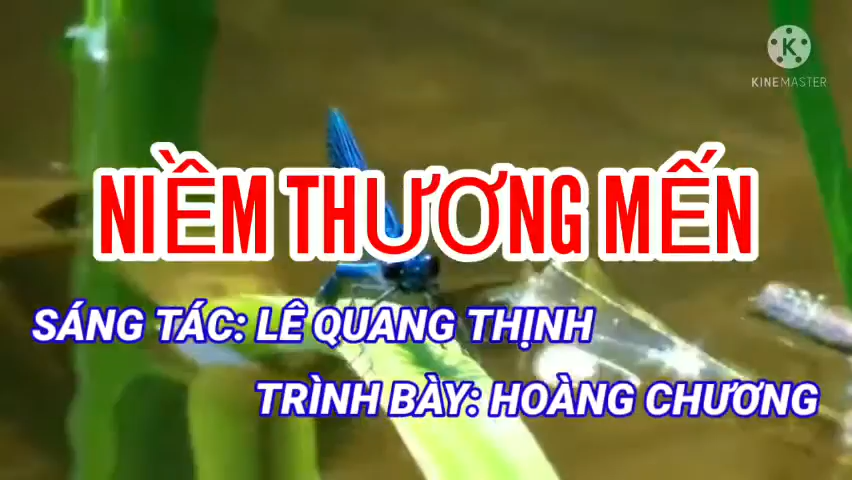 KINEMASTER
NIỀM THƯƠNG MẾN
SÁNG TÁC: LÊ QUANG THỊNH
TRÌNH BÀY: HOÀNG CHƯƠNG